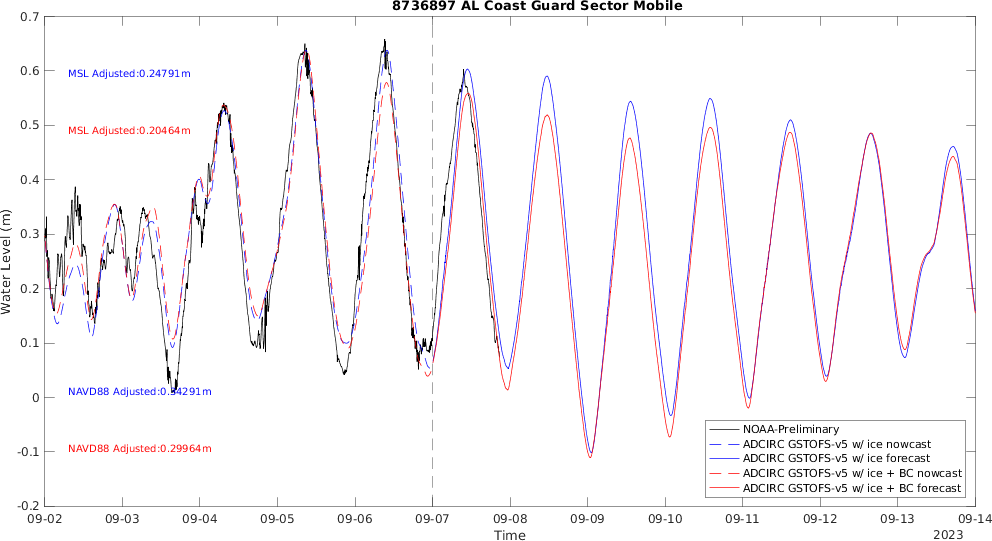 8736897 AL Coast Guard Sector Mobile
Water Level (m)
0.7
0.6
0.5
0.4
0.3
0.2
0.1
0
-0.1
-0.2
MSL Adjusted:0.24791m
MSL Adjusted:0.20464m
NAVD88 Adjusted:0.34291m
NAVD88 Adjusted:0.29964m
NOAA-Preliminary
ADCIRC GSTOFS-v5 w/ ice nowcast
ADCIRC GSTOFS-v5 w/ ice forecast
ADCIRC GSTOFS-v5 w/ ice + BC nowcast
ADCIRC GSTOFS-v5 w/ ice + BC forecast
09-02 09-03 09-04 09-05 09-06 09-07 09-08 09-09 09-10 09-11 09-12 09-13 09-14
Time
2023